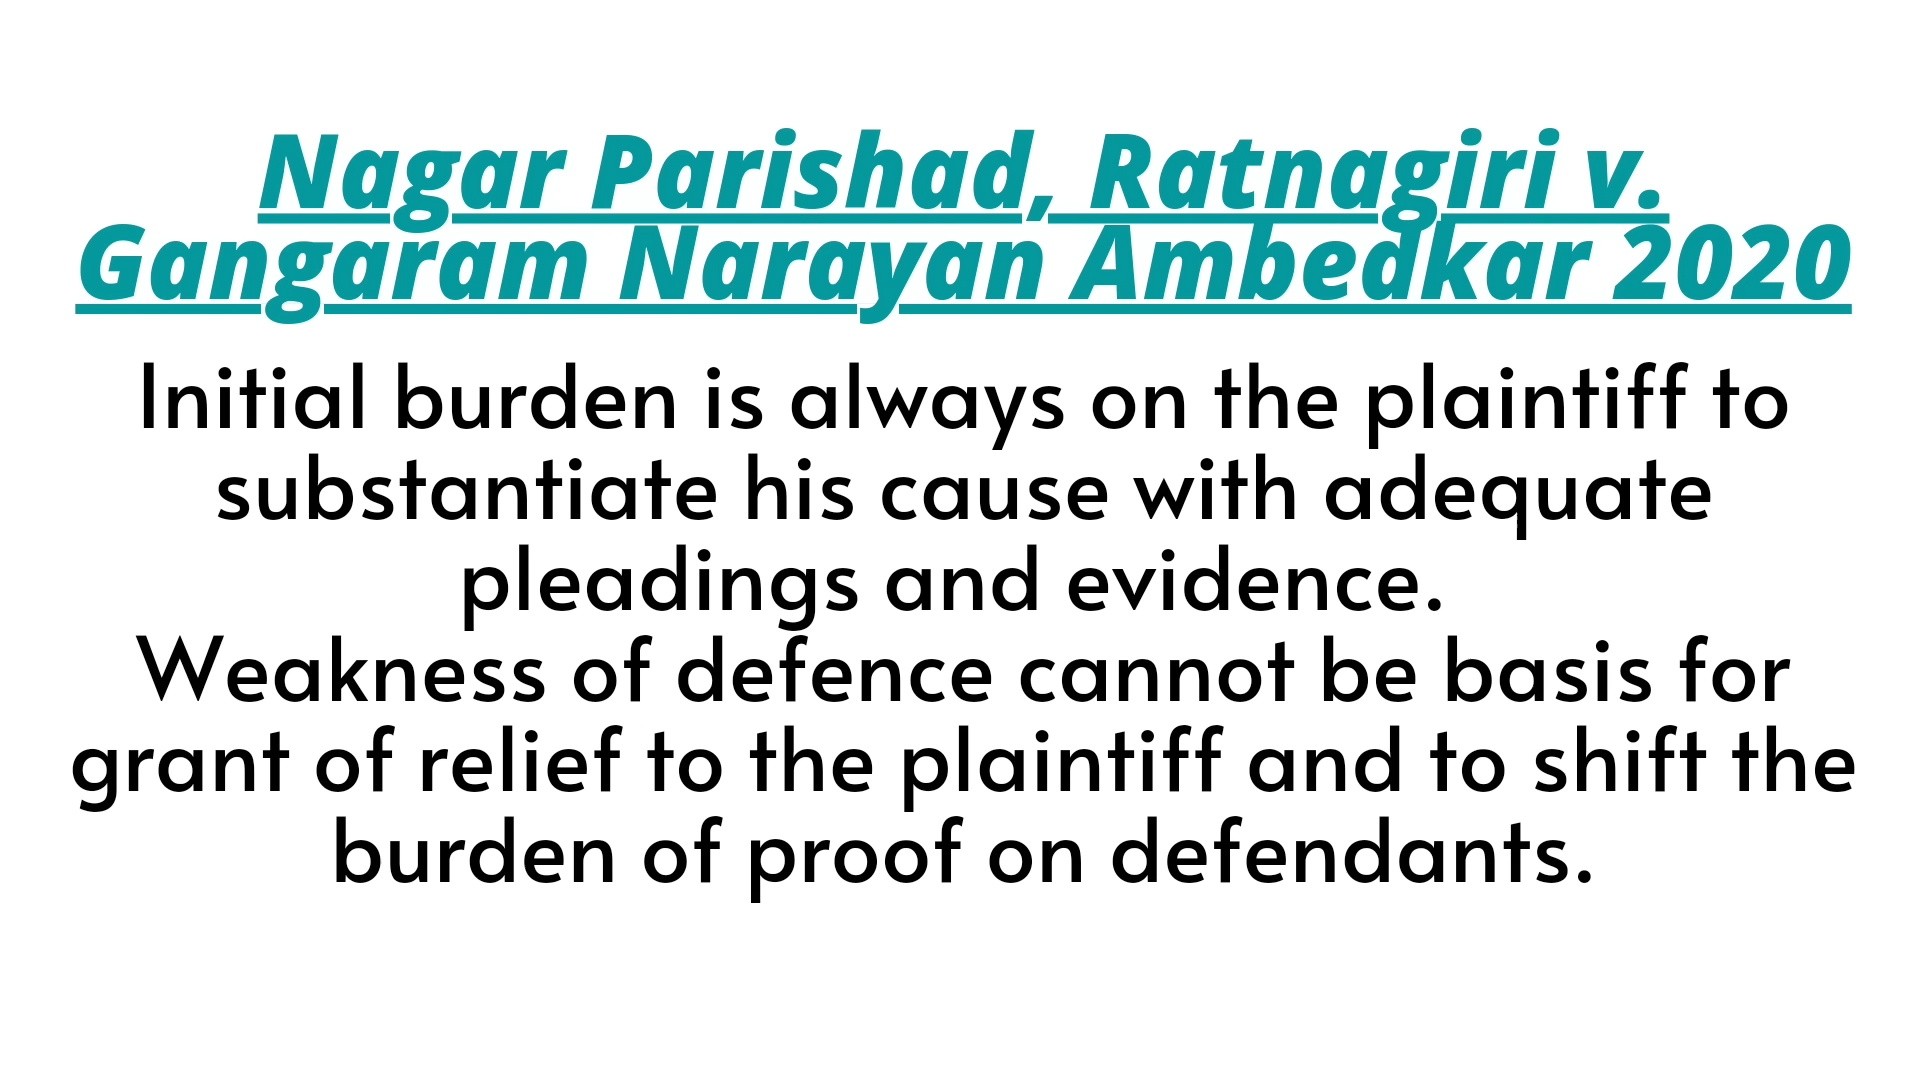 Nagar Parishad, Ratnagiri v.
Gangaram Narayan Ambedkar 2020
Initial burden is always on the plaintiff to
substantiate his cause with adequate
pleadings and evidence.
Weakness of defence cannot be basis for
grant of relief to the plaintiff and to shift the
burden of proof on defendants.